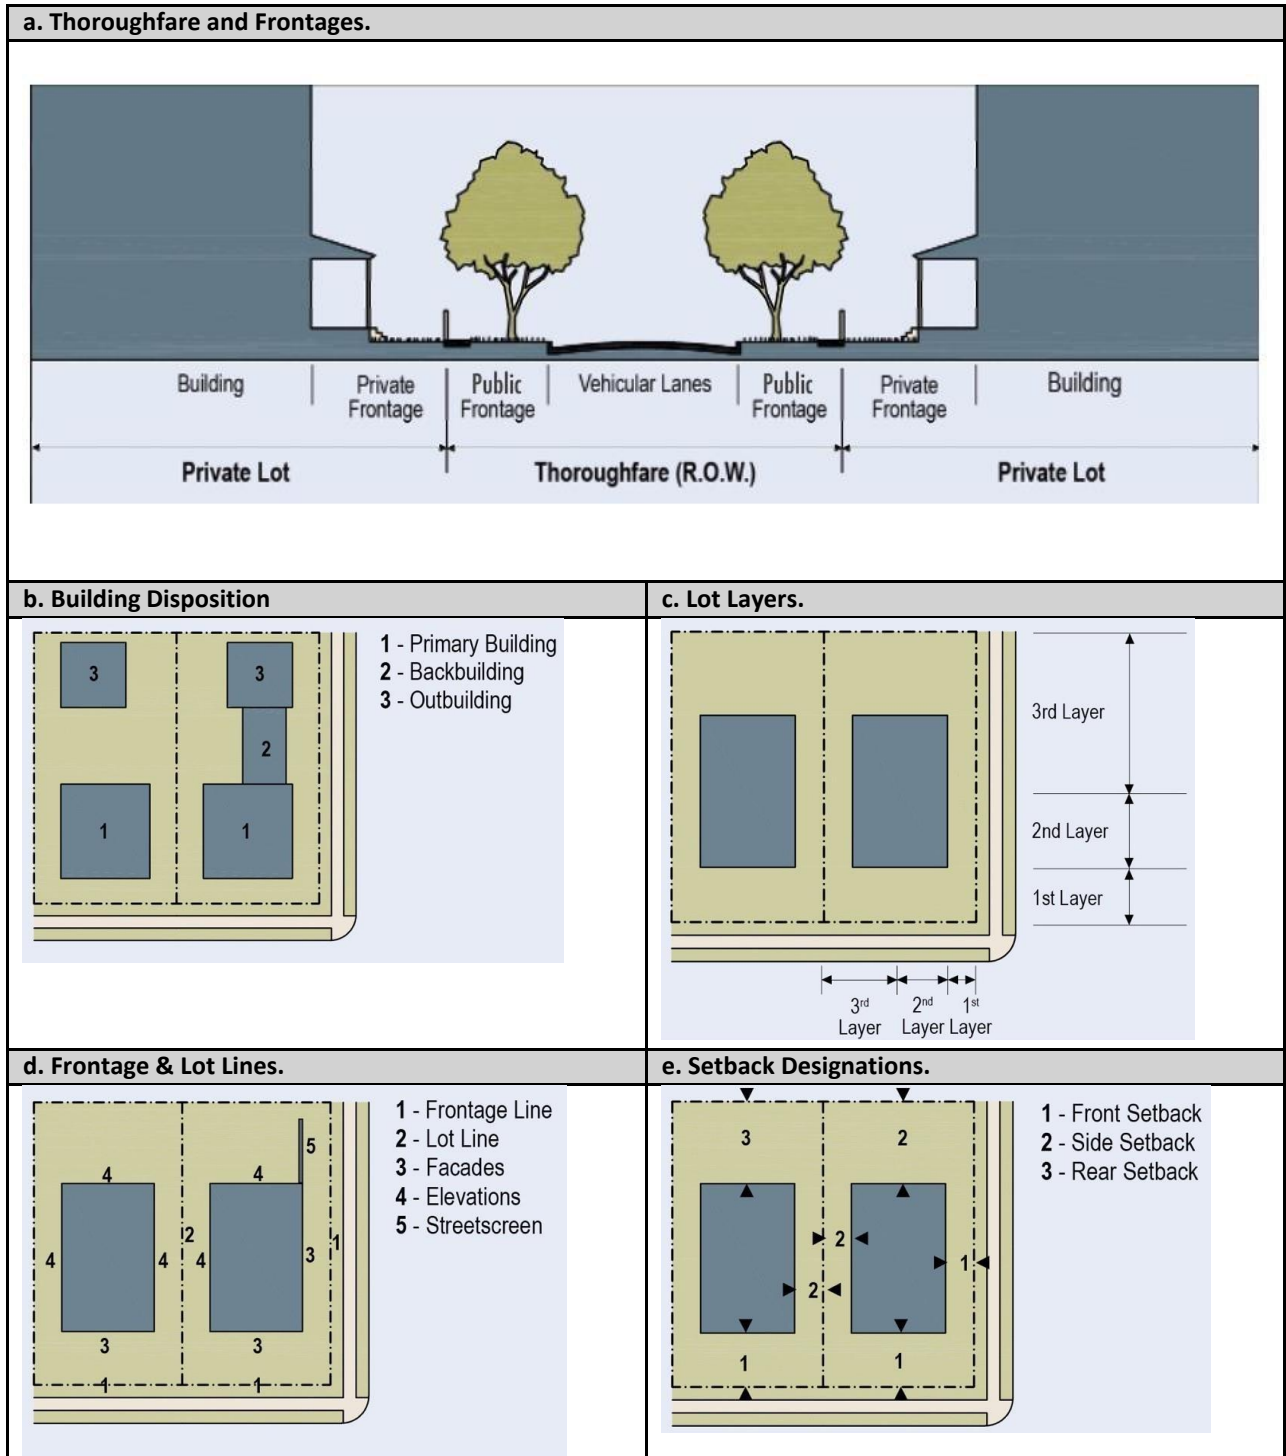 a. Thoroughfare and Frontages.
Building
Private
Frontage
Public
Frontage
Vehicular Lanes
Public
Frontage
Private
Frontage
Building
Private Lot
Thoroughfare (R.O.W.)
Private Lot
b. Building Disposition
3
3
2
1
1
1 - Primary Building
2 - Backbuilding
3 - Outbuilding
c. Lot Layers.
3rd Layer
2nd Layer
1st Layer
3rd
Layer
2nd
Layer
1st
Layer
d. Frontage & Lot Lines.
5
4
4
2
4
4
4
3
1
3
3
1
1
1 - Frontage Line
2 - Lot Line
3 - Facades
4 - Elevations
5 - Streetscreen
e. Setback Designations.
3
2
2
1
2
1
1
1 - Front Setback
2 - Side Setback
3 - Rear Setback